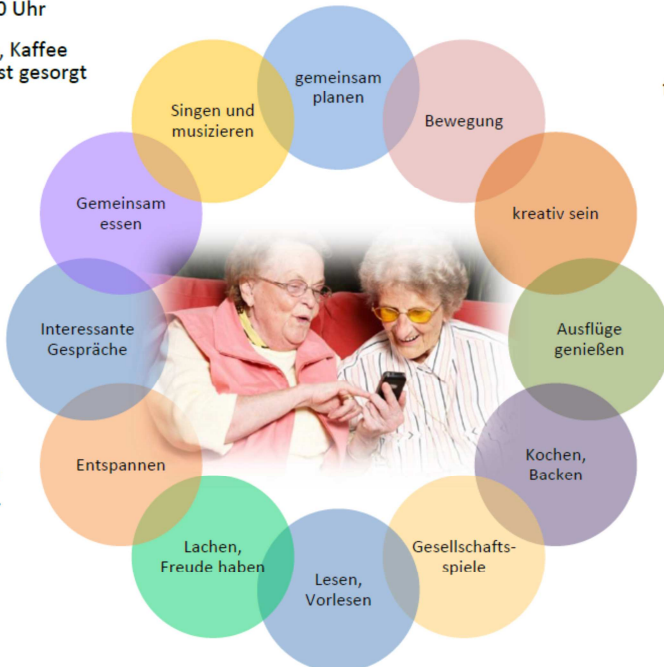 0 Uhr
, Kaffee
st gesorgt
gemeinsam
planen
Bewegung
kreativ sein
Ausflüge
genießen
Kochen,
Backen
Gesellschafts-
spiele
Lesen,
Vorlesen
Lachen,
Freude haben
Entspannen
Interessante
Gespräche
Gemeinsam
essen
Singen und
musizieren